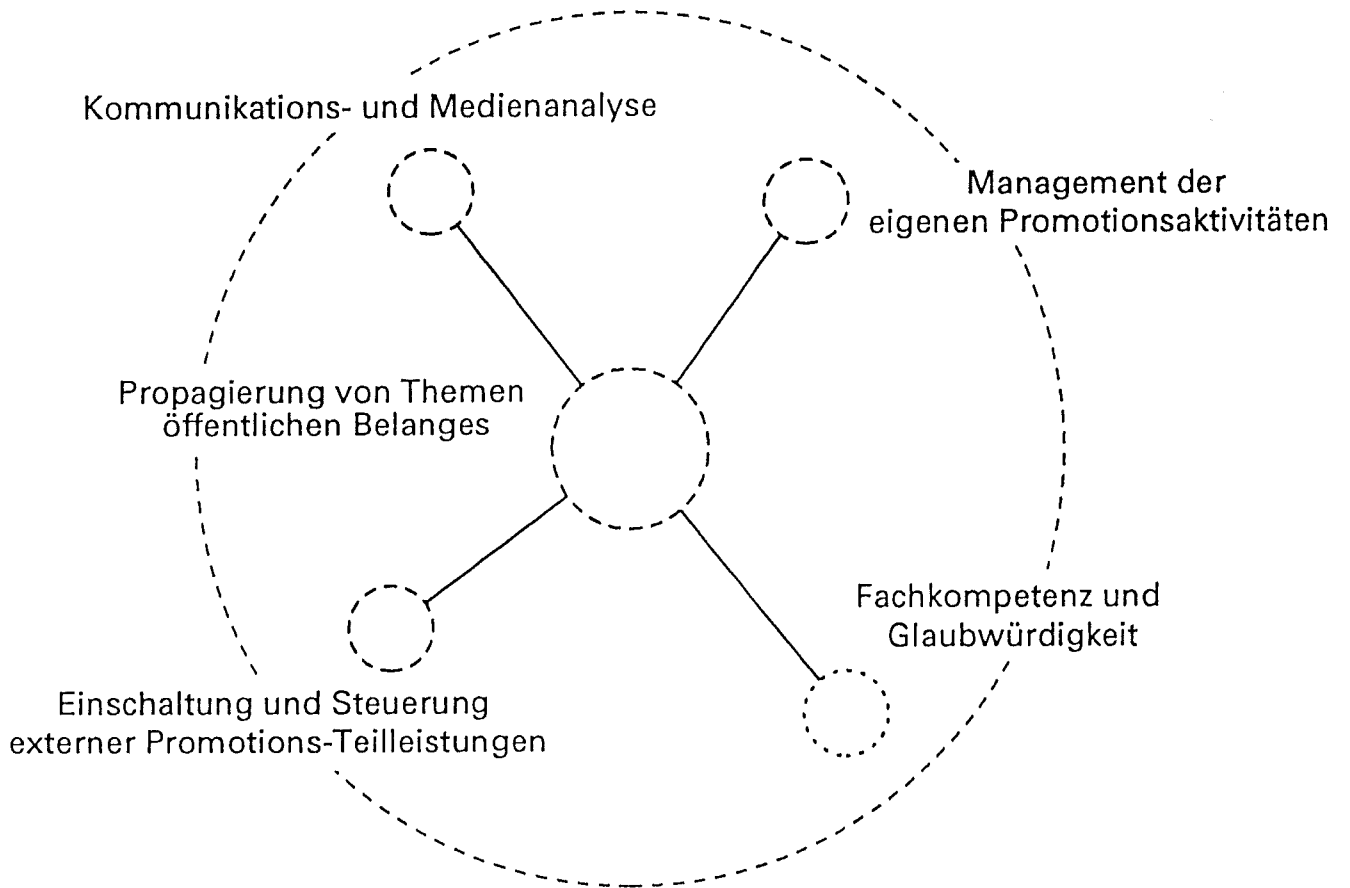 Kommunikations- und Medienanalyse
Management der
eigenen Promotionsaktivitäten
Propagierung von Themen
öffentlichen Belanges
Fachkompetenz und
Glaubwürdigkeit
Einschaltung und Steuerung
externer Promotions-Teilleistungen